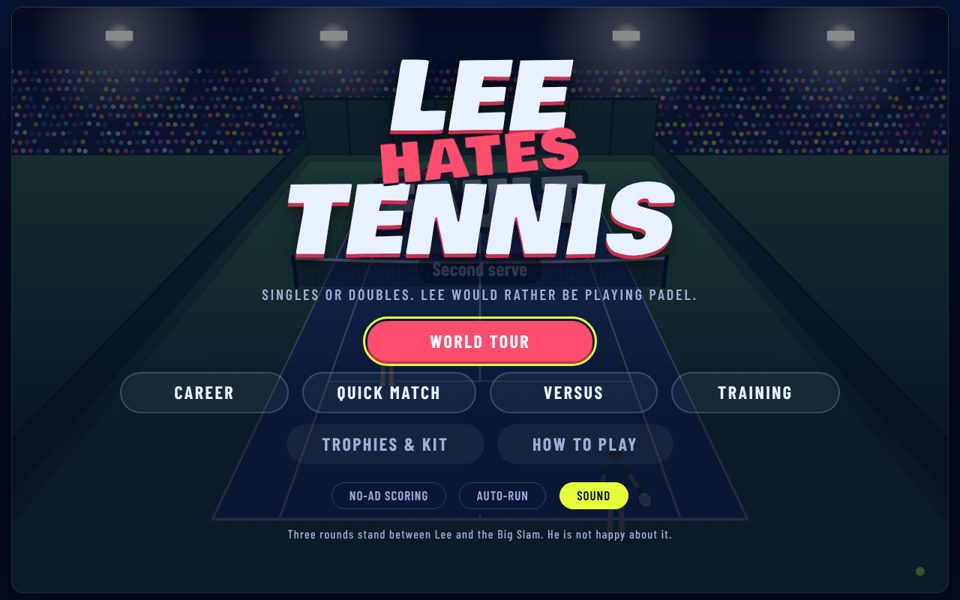 LEE
HATES
TENNIS
Second serve
SINGLES OR DOUBLES. LEE WOULD RATHER BE PLAYING PADEL.
WORLD TOUR
CAREER
QUICK MATCH
VERSUS
TRAINING
TROPHIES & KIT
HOW TO PLAY
NO-AD SCORING
AUTO-RUN
SOUND
Three rounds stand between Lee and the Big Slam. He is not happy about it.